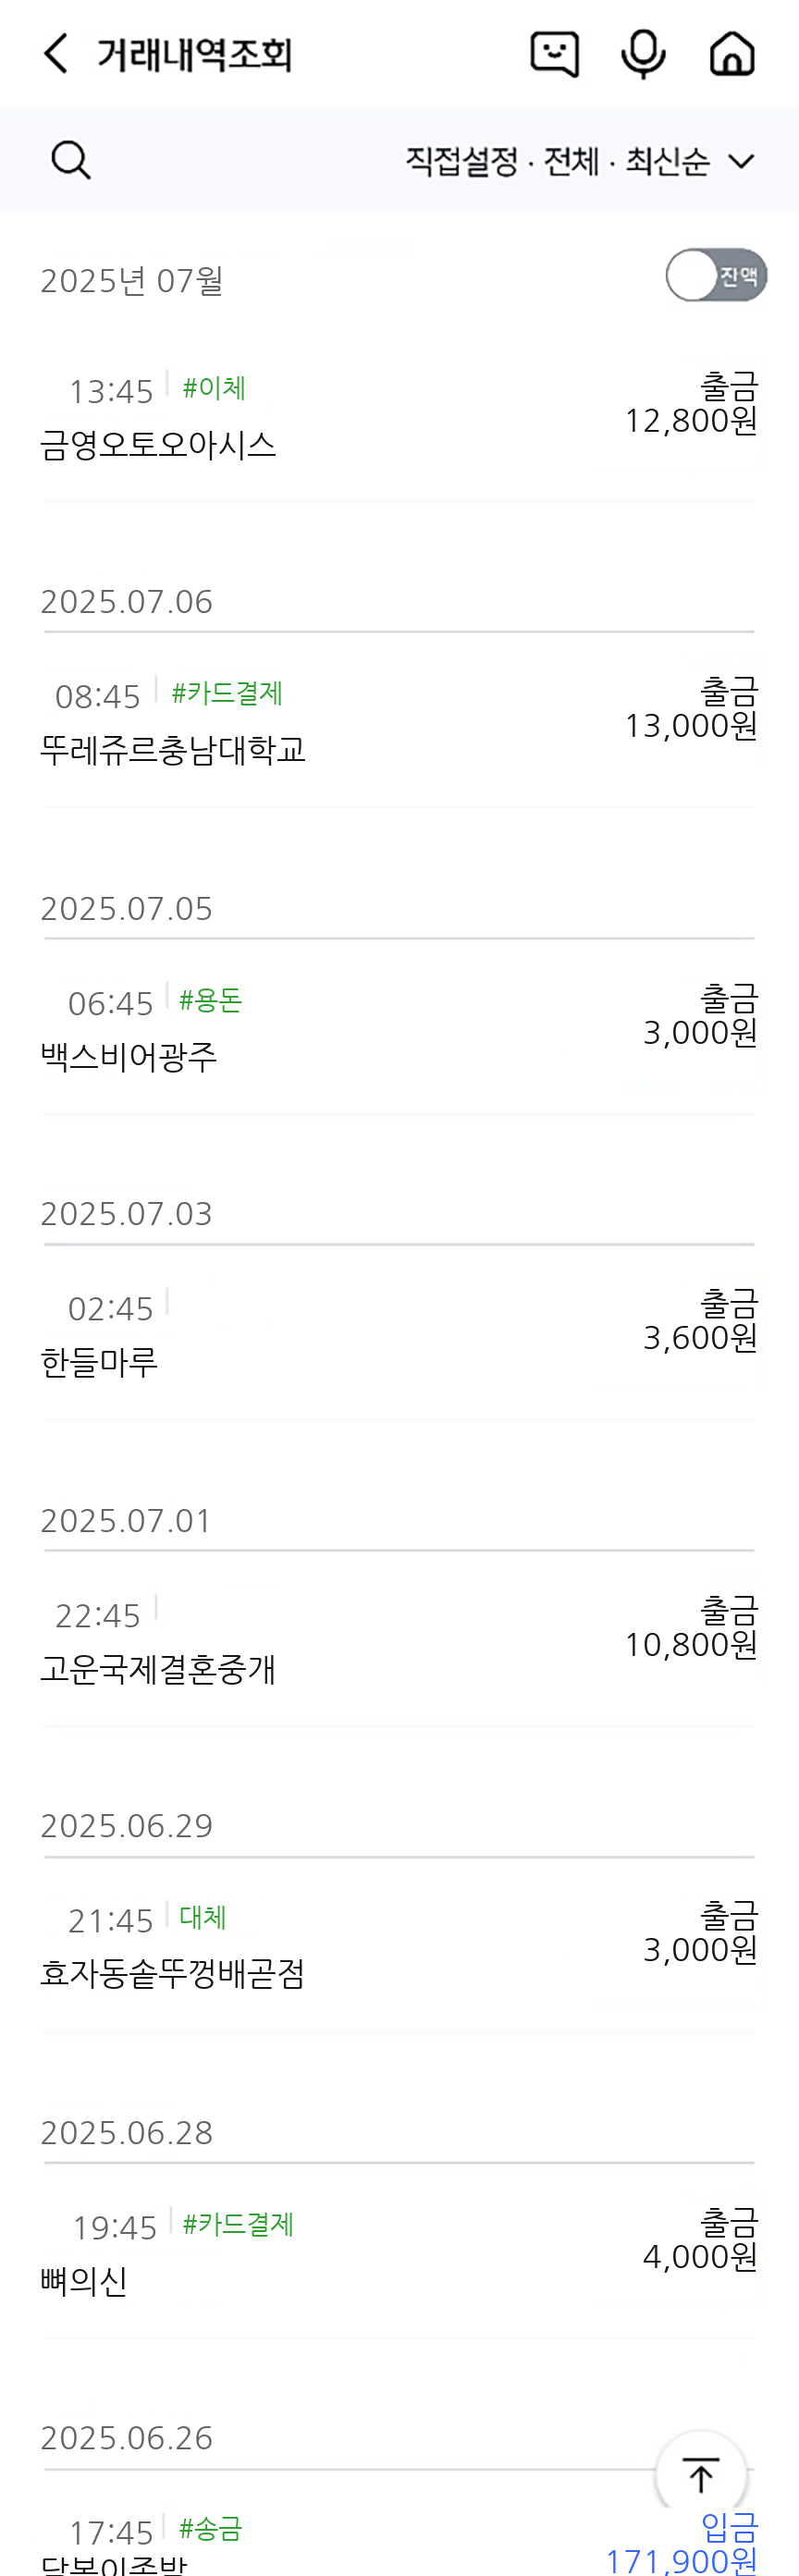 거래내역조회
직접설정 · 전체 · 최신순
2025년 07월
잔액
13:45 #이체
출금
12,800원
금영오토오아시스
2025.07.06
08:45 #카드결제
출금
13,000원
뚜레쥬르충남대학교
2025.07.05
06:45 #용돈
출금
3,000원
백스비어광주
2025.07.03
02:45
출금
3,600원
한들마루
2025.07.01
22:45
출금
10,800원
고운국제결혼중개
2025.06.29
21:45 대체
출금
3,000원
효자동솥뚜껑배곧점
2025.06.28
19:45 #카드결제
출금
4,000원
뼈의신
2025.06.26
17:45 #송금
입금
171,900원